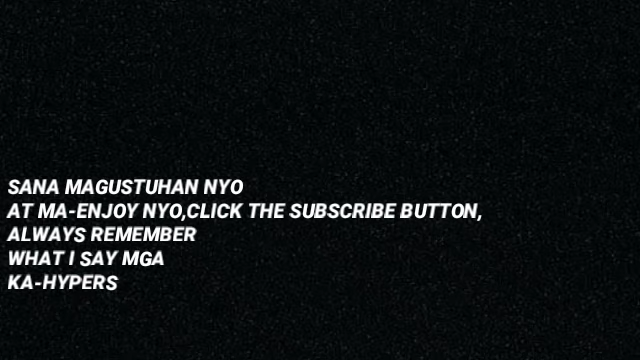 SANA MAGUSTUHAN NYO
AT MA-ENJOY NYO,CLICK THE SUBSCRIBE BUTTON,
ALWAYS REMEMBER
WHAT I SAY MGA
KA-HYPERS